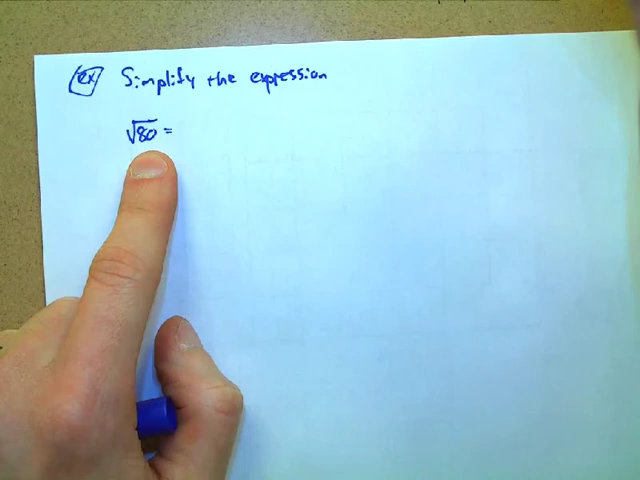 ex Simplify the expression
√80 =